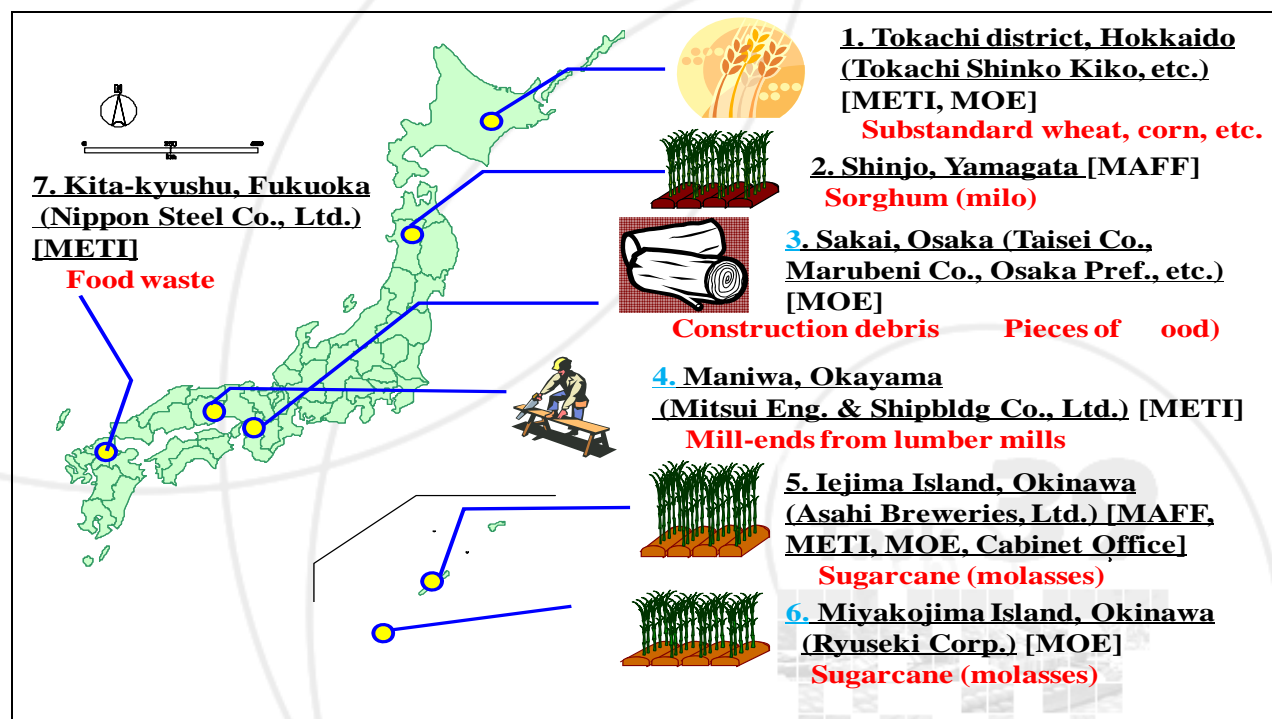 1. Tokachi district, Hokkaido
(Tokachi Shinko Kiko, etc.)
[METI, MOE]
Substandard wheat, corn, etc.
2. Shinjo, Yamagata [MAFF]
Sorghum (milo)
3. Sakai, Osaka (Taisei Co.,
Marubeni Co., Osaka Pref., etc.)
[MOE]
Construction debris Pieces of ood)
4. Maniwa, Okayama
(Mitsui Eng. & Shipbldg Co., Ltd.) [METI]
Mill-ends from lumber mills
5. Iejima Island, Okinawa
(Asahi Breweries, Ltd.) [MAFF,
METI, MOE, Cabinet Office]
Sugarcane (molasses)
6. Miyakojima Island, Okinawa
(Ryuseki Corp.) [MOE]
Sugarcane (molasses)
7. Kita-kyushu, Fukuoka
(Nippon Steel Co., Ltd.)
[METI]
Food waste